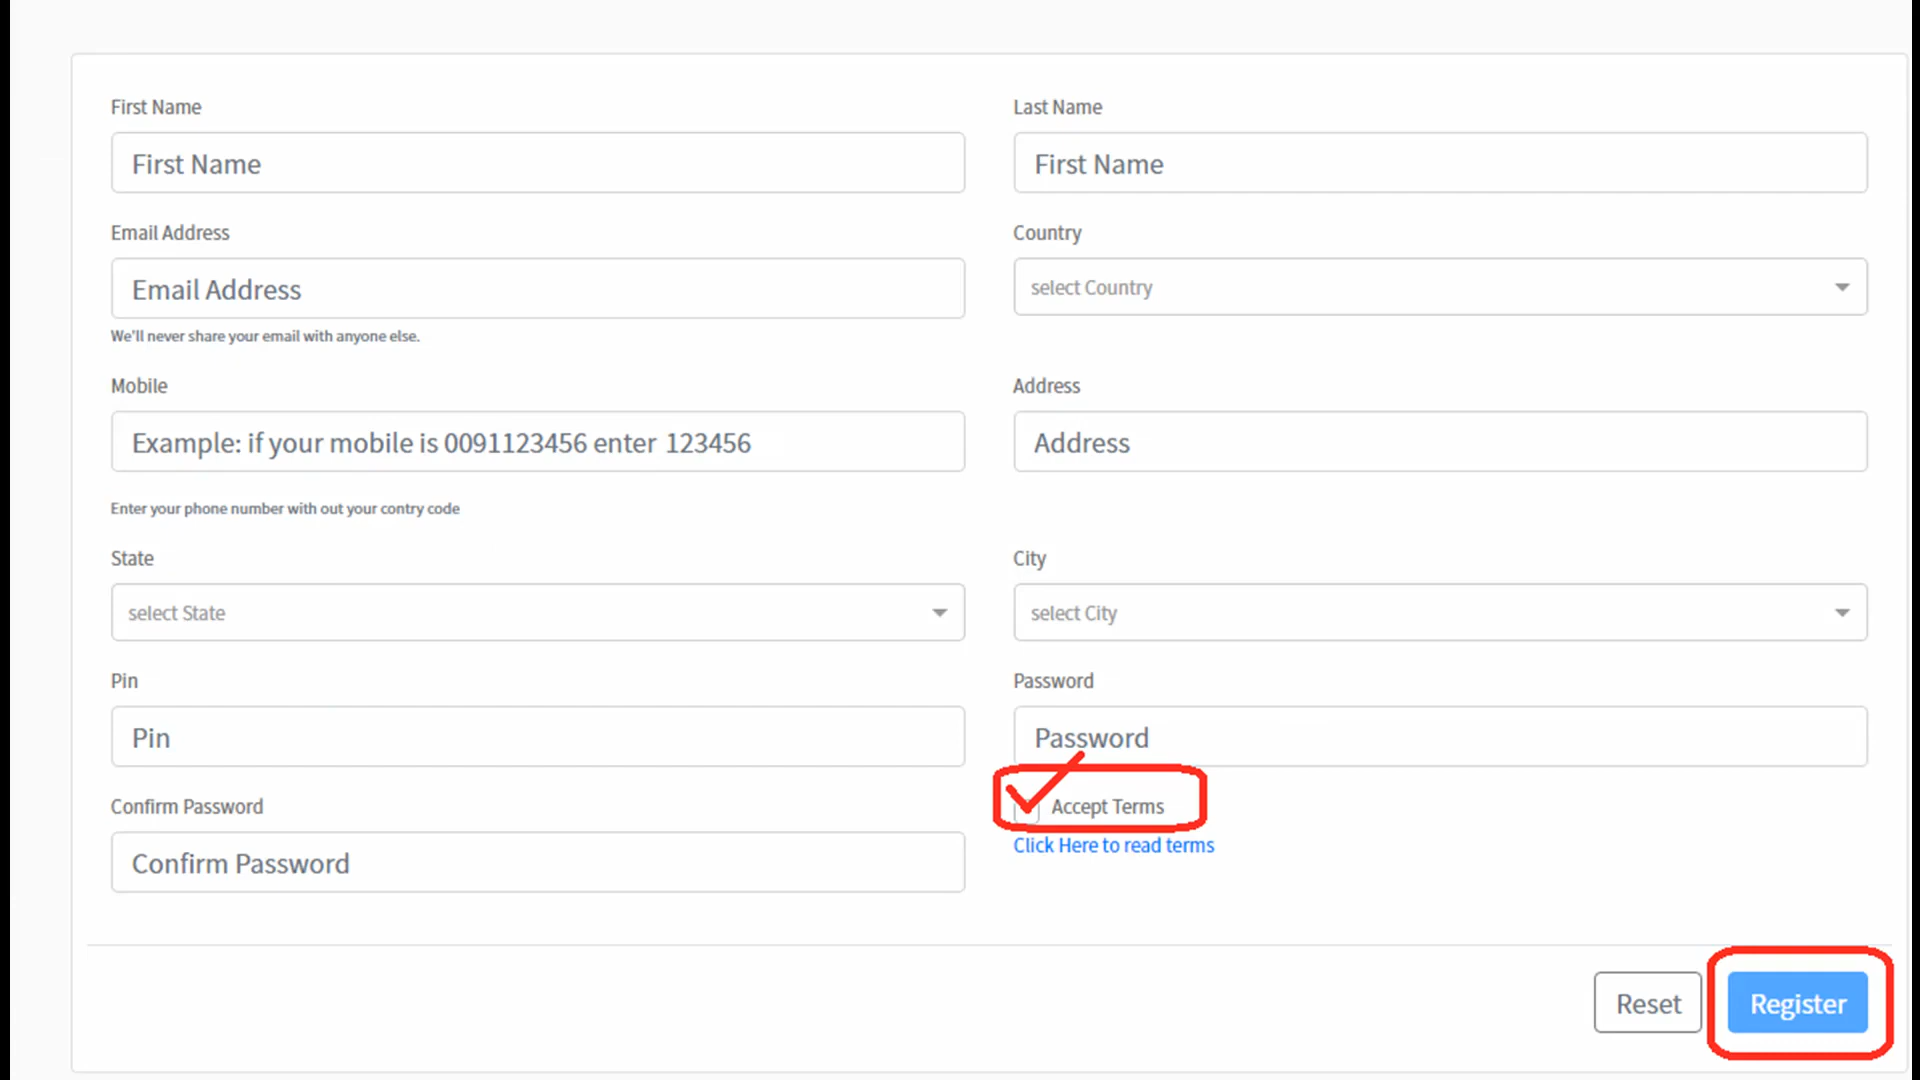 First Name
Last Name
First Name
First Name
Email Address
Country
Email Address
select Country
We'll never share your email with anyone else.
Mobile
Address
Example: if your mobile is 0091123456 enter 123456
Address
Enter your phone number with out your contry code
State
City
select State
select City
Pin
Password
Pin
Password
Confirm Password
Accept Terms
Click Here to read terms
Confirm Password
Reset
Register